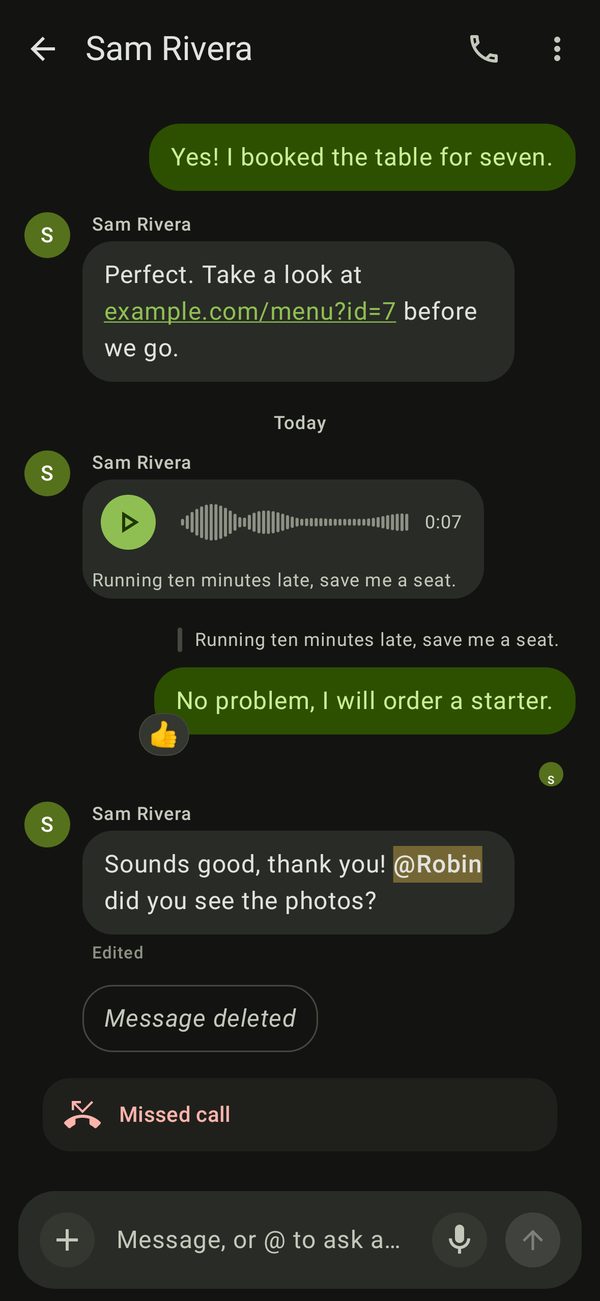 Sam Rivera
Yes! I booked the table for seven.
Sam Rivera
S
Perfect. Take a look at
example.com/menu?id=7 before
we go.
Today
Sam Rivera
S
0:07
Running ten minutes late, save me a seat.
Running ten minutes late, save me a seat.
No problem, I will order a starter.
s
Sam Rivera
S
Sounds good, thank you! @Robin
did you see the photos?
Edited
Message deleted
Missed call
Message, or @ to ask a...